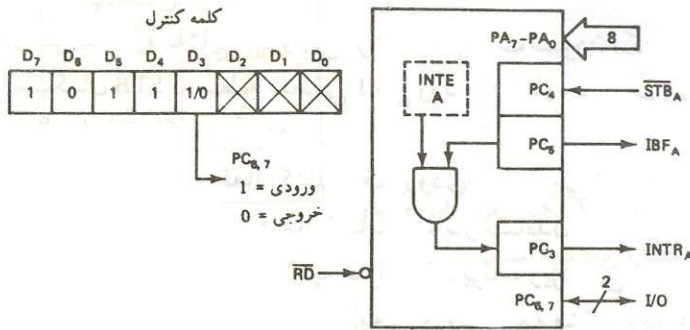 کلمه کنترل
D7 D6 D5 D4 D3 D2 D1 D0
1 0 1 1 1/0
PC6, 7
ورودی = 1
خروجی = 0
PA7-PA0
8
INTE
A
PC4
STBA
PC5
IBFA
PC3
INTRA
RD
PC6, 7
2
I/O